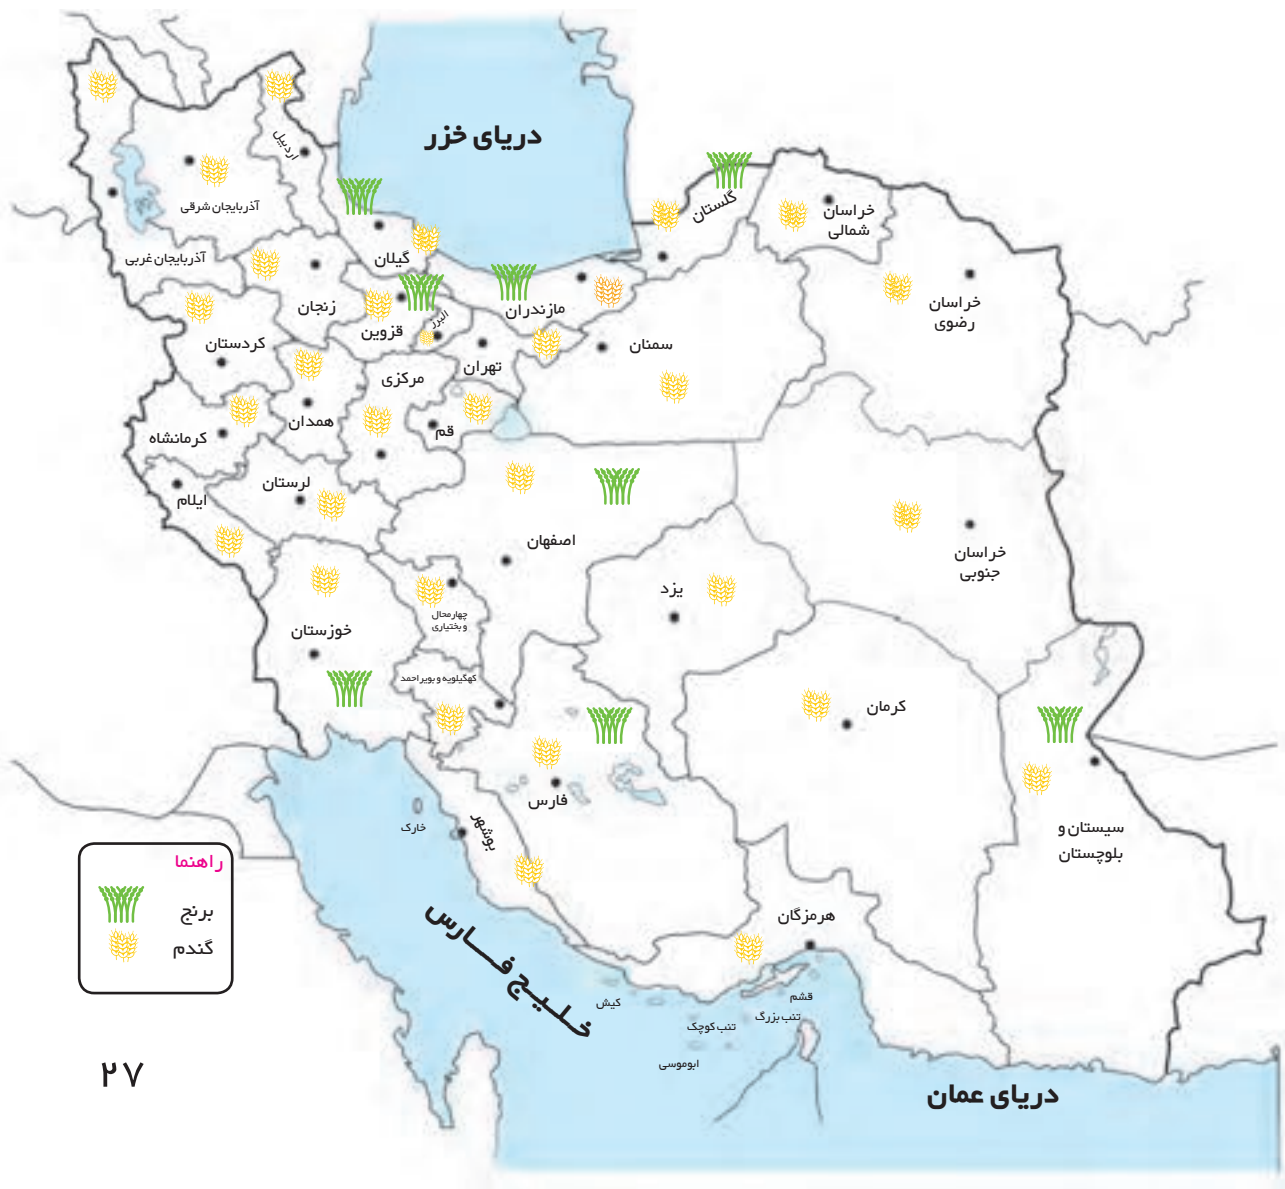 دریای خزر
اردبیل
آذربایجان شرقی
آذربایجان غربی
گلستان
خراسان
شمالی
گیلان
مازندران
خراسان
رضوی
زنجان
قزوین
البرز
کردستان
تهران
سمنان
مرکزی
همدان
قم
کرمانشاه
لرستان
ایلام
اصفهان
خراسان
جنوبی
یزد
چهارمحال
و بختیاری
خوزستان
کهگیلویه و بویراحمد
کرمان
فارس
بوشهر
خارک
سیستان و
بلوچستان
هرمزگان
راهنما
برنج
گندم
خـلـیـج فــارس
کیش
قشم
تنب بزرگ
تنب کوچک
ابوموسی
دریای عمان
۲۷